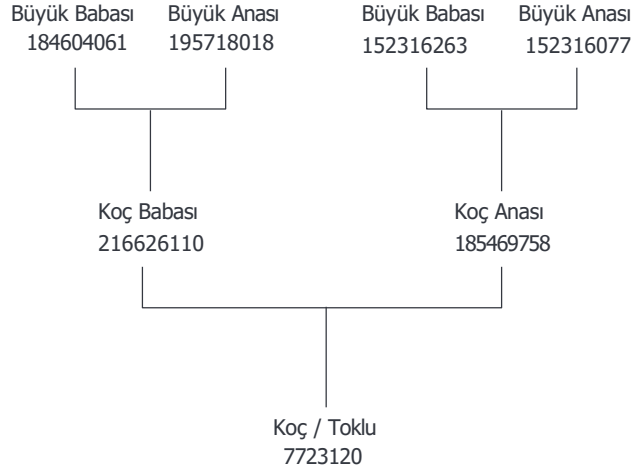 Büyük Babası Büyük Anası Büyük Babası Büyük Anası
184604061 195718018 152316263 152316077
Koç Babası Koç Anası
216626110 185469758
Koç / Toklu
7723120